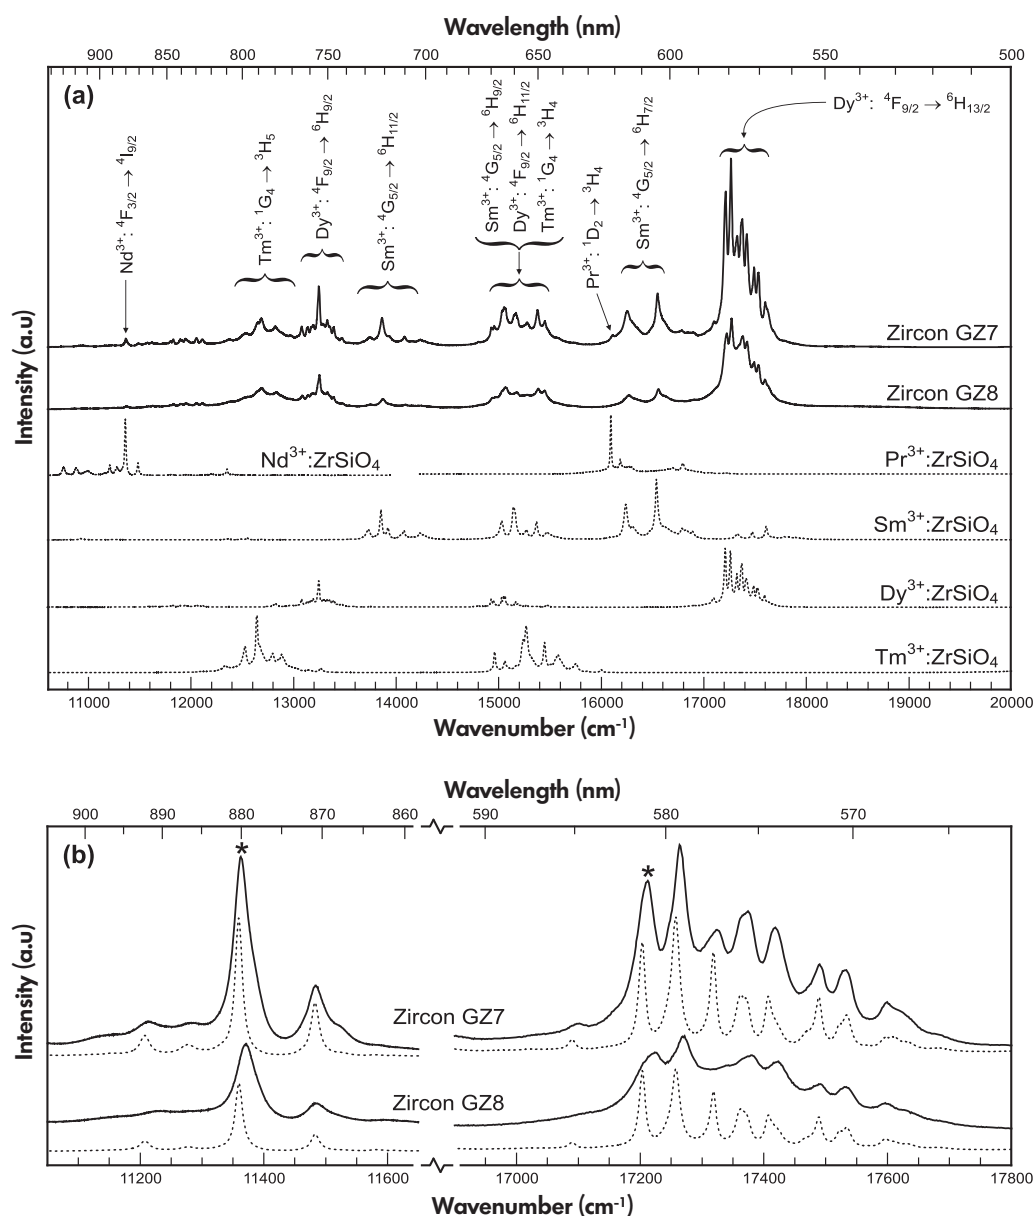 Wavelength (nm)
900 850 800 750 700 650 600 550 500
(a)
Nd³⁺: ⁴F₃/₂ → ⁴I₉/₂
Tm³⁺: ¹G₄ → ³H₅
Dy³⁺: ⁴F₉/₂ → ⁶H₉/₂
Sm³⁺: ⁴G₅/₂ → ⁶H₁₁/₂
Sm³⁺: ⁴G₅/₂ → ⁶H₉/₂
Dy³⁺: ⁴F₉/₂ → ⁶H₁₁/₂
Tm³⁺: ¹G₄ → ³H₄
Pr³⁺: ¹D₂ → ³H₄
Sm³⁺: ⁴G₅/₂ → ⁶H₇/₂
Dy³⁺: ⁴F₉/₂ → ⁶H₁₃/₂
Intensity (a.u)
Zircon GZ7
Zircon GZ8
Nd³⁺:ZrSiO₄ Pr³⁺:ZrSiO₄
Sm³⁺:ZrSiO₄
Dy³⁺:ZrSiO₄
Tm³⁺:ZrSiO₄
11000 12000 13000 14000 15000 16000 17000 18000 19000 20000
Wavenumber (cm⁻¹)
Wavelength (nm)
900 890 880 870 860 590 580 570
(b)
* *
Intensity (a.u)
Zircon GZ7
Zircon GZ8
11200 11400 11600 17000 17200 17400 17600 17800
Wavenumber (cm⁻¹)